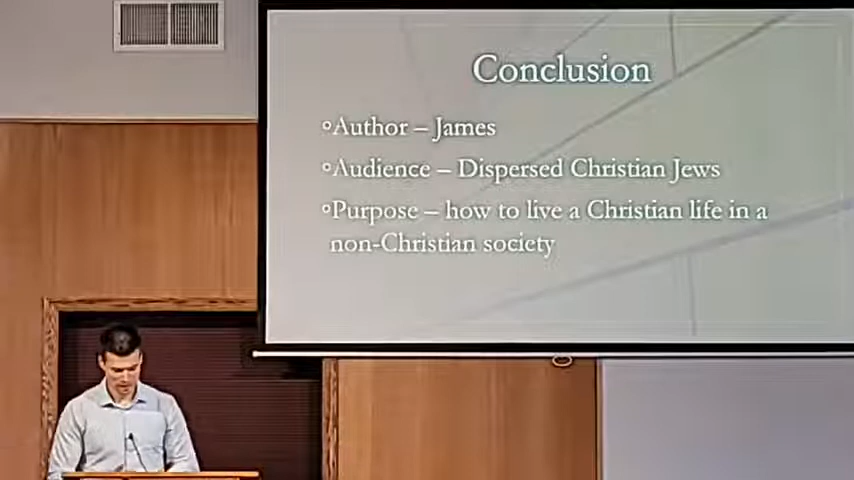 Conclusion
Author – James
Audience – Dispersed Christian Jews
Purpose – how to live a Christian life in a
non-Christian society